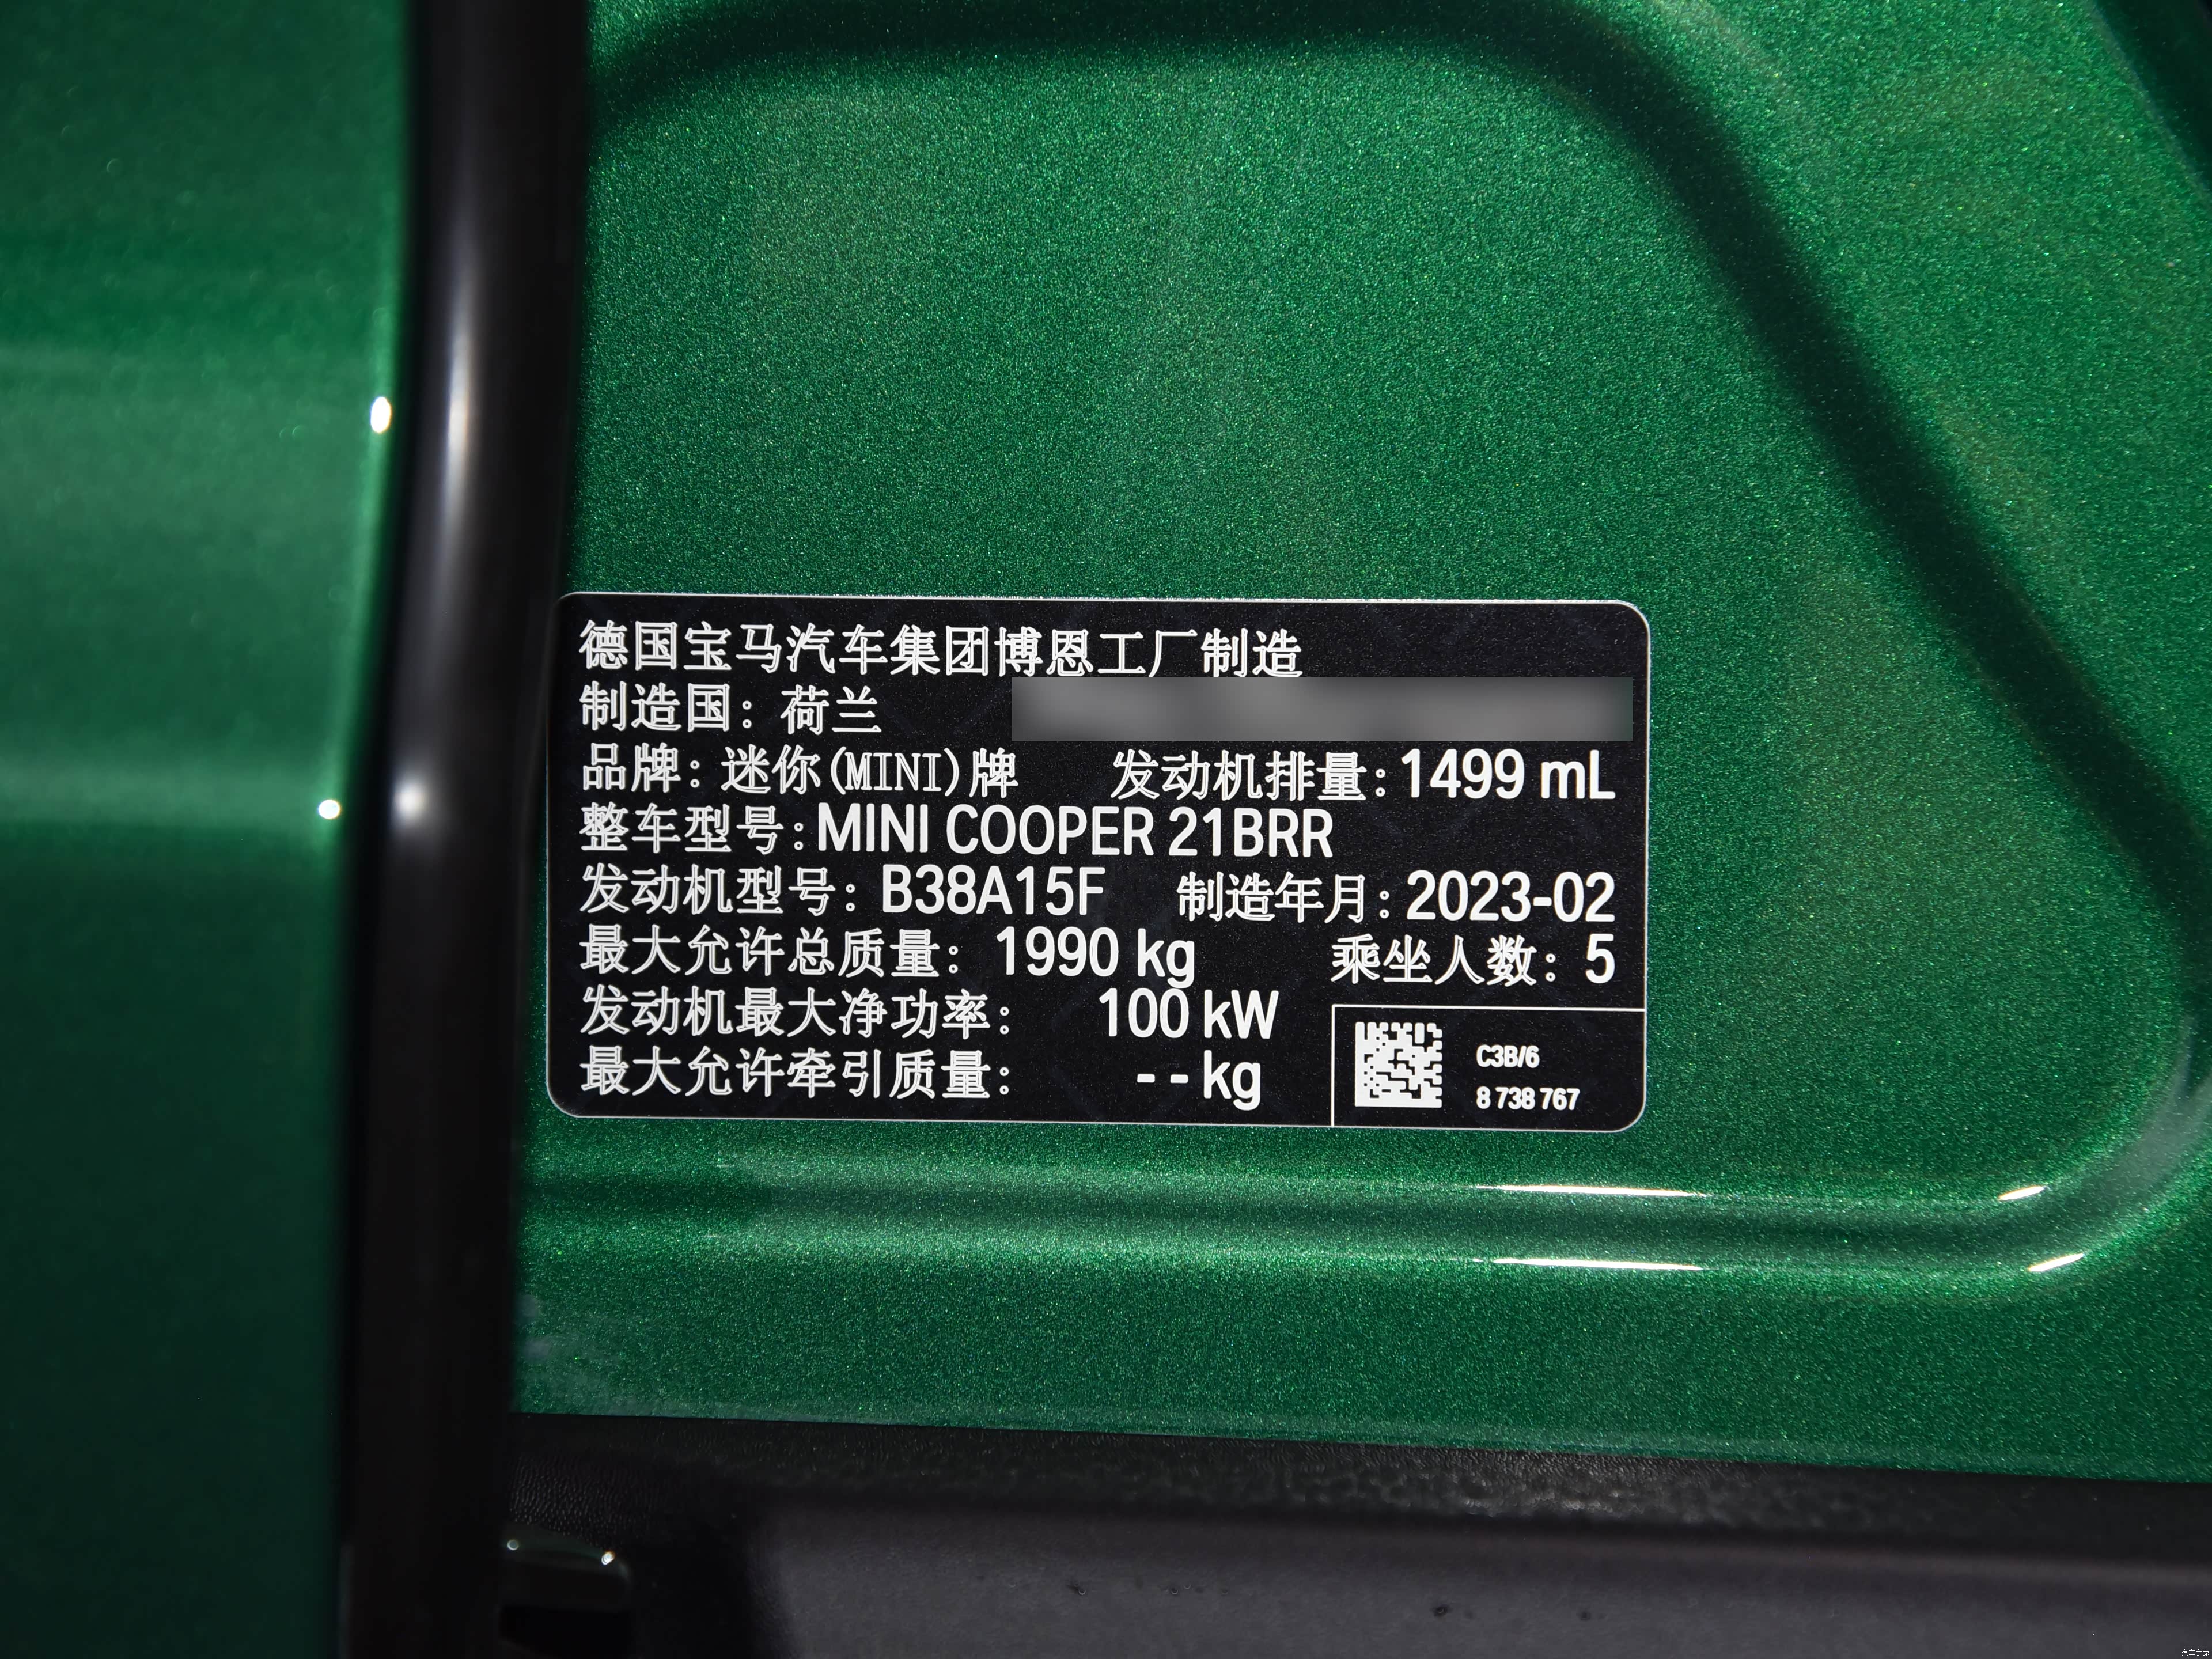 德国宝马汽车集团博恩工厂制造
制造国：荷兰
品牌：迷你(MINI)牌 发动机排量：1499 mL
整车型号：MINI COOPER 21BRR
发动机型号：B38A15F 制造年月：2023-02
最大允许总质量：1990 kg 乘坐人数：5
发动机最大净功率：100 kW
最大允许牵引质量：--kg
C3B/6
8 738 767
汽车之家